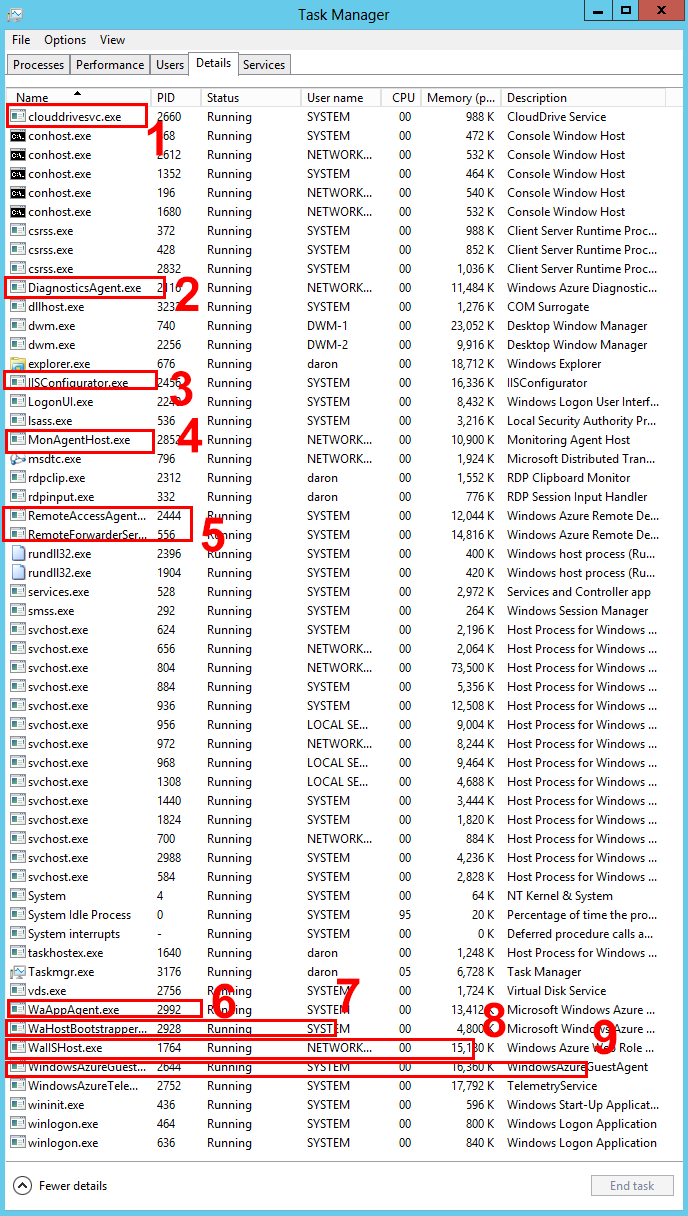 Task Manager
File Options View
Processes Performance Users Details Services
Name PID Status User name CPU Memory (p... Description
clouddrivesvc.exe 2660 Running SYSTEM 00 988 K CloudDrive Service
1
conhost.exe 68 Running SYSTEM 00 472 K Console Window Host
conhost.exe 2612 Running NETWORK... 00 532 K Console Window Host
conhost.exe 1352 Running SYSTEM 00 464 K Console Window Host
conhost.exe 196 Running NETWORK... 00 540 K Console Window Host
conhost.exe 1680 Running NETWORK... 00 532 K Console Window Host
csrss.exe 372 Running SYSTEM 00 988 K Client Server Runtime Proc...
csrss.exe 428 Running SYSTEM 00 852 K Client Server Runtime Proc...
csrss.exe 2832 Running SYSTEM 00 1,036 K Client Server Runtime Proc...
DiagnosticsAgent.exe 2116 Running NETWORK... 00 11,484 K Windows Azure Diagnostic...
2
dllhost.exe 3232 Running SYSTEM 00 1,276 K COM Surrogate
dwm.exe 740 Running DWM-1 00 23,052 K Desktop Window Manager
dwm.exe 2256 Running DWM-2 00 9,916 K Desktop Window Manager
explorer.exe 676 Running daron 00 18,712 K Windows Explorer
IISConfigurator.exe 2456 Running SYSTEM 00 16,336 K IISConfigurator
3
LogonUI.exe 2240 Running SYSTEM 00 8,432 K Windows Logon User Interf...
lsass.exe 536 Running SYSTEM 00 3,216 K Local Security Authority Pr...
MonAgentHost.exe 2852 Running NETWORK... 00 10,900 K Monitoring Agent Host
4
msdtc.exe 796 Running NETWORK... 00 1,924 K Microsoft Distributed Tran...
rdpclip.exe 2312 Running daron 00 1,552 K RDP Clipboard Monitor
rdpinput.exe 332 Running daron 00 776 K RDP Session Input Handler
RemoteAccessAgent... 2444 Running SYSTEM 00 12,044 K Windows Azure Remote De...
RemoteForwarderSer... 556 Running SYSTEM 00 14,816 K Windows Azure Remote De...
5
rundll32.exe 2396 Running SYSTEM 00 400 K Windows host process (Ru...
rundll32.exe 1904 Running SYSTEM 00 420 K Windows host process (Ru...
services.exe 528 Running SYSTEM 00 2,972 K Services and Controller app
smss.exe 292 Running SYSTEM 00 264 K Windows Session Manager
svchost.exe 624 Running SYSTEM 00 2,196 K Host Process for Windows ...
svchost.exe 656 Running NETWORK... 00 2,064 K Host Process for Windows ...
svchost.exe 804 Running NETWORK... 00 73,500 K Host Process for Windows ...
svchost.exe 884 Running SYSTEM 00 5,356 K Host Process for Windows ...
svchost.exe 936 Running SYSTEM 00 12,508 K Host Process for Windows ...
svchost.exe 956 Running LOCAL SE... 00 9,004 K Host Process for Windows ...
svchost.exe 972 Running NETWORK... 00 8,244 K Host Process for Windows ...
svchost.exe 968 Running LOCAL SE... 00 9,464 K Host Process for Windows ...
svchost.exe 1308 Running LOCAL SE... 00 4,688 K Host Process for Windows ...
svchost.exe 1440 Running SYSTEM 00 3,444 K Host Process for Windows ...
svchost.exe 1824 Running SYSTEM 00 1,820 K Host Process for Windows ...
svchost.exe 700 Running NETWORK... 00 884 K Host Process for Windows ...
svchost.exe 2988 Running SYSTEM 00 4,236 K Host Process for Windows ...
svchost.exe 584 Running SYSTEM 00 2,828 K Host Process for Windows ...
System 4 Running SYSTEM 00 64 K NT Kernel & System
System Idle Process 0 Running SYSTEM 95 20 K Percentage of time the pro...
System interrupts - Running SYSTEM 00 0 K Deferred procedure calls a...
taskhostex.exe 1640 Running daron 00 1,248 K Host Process for Windows ...
Taskmgr.exe 3176 Running daron 05 6,728 K Task Manager
vds.exe 2756 Running SYSTEM 00 1,724 K Virtual Disk Service
WaAppAgent.exe 2992 Running SYSTEM 00 13,412 K Microsoft Windows Azure ...
6
7
WaHostBootstrapper... 2928 Running SYSTEM 00 4,800 K Microsoft Windows Azure ...
8
WaIISHost.exe 1764 Running NETWORK... 00 15,180 K Windows Azure Web Role ...
9
WindowsAzureGuest... 2644 Running SYSTEM 00 16,360 K WindowsAzureGuestAgent
WindowsAzureTele... 2752 Running SYSTEM 00 17,792 K TelemetryService
wininit.exe 436 Running SYSTEM 00 596 K Windows Start-Up Applicat...
winlogon.exe 464 Running SYSTEM 00 800 K Windows Logon Application
winlogon.exe 636 Running SYSTEM 00 840 K Windows Logon Application
Fewer details End task